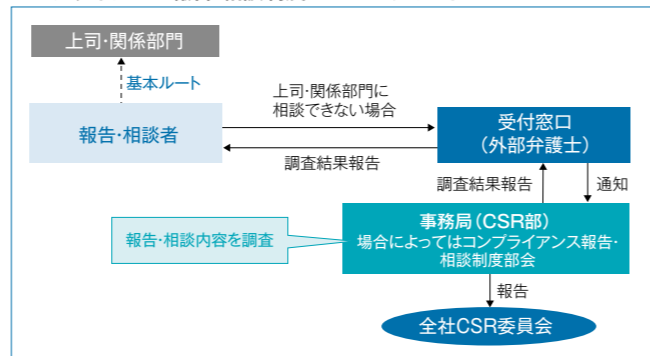 上司・関係部門
基本ルート
報告・相談者
上司・関係部門に
相談できない場合
調査結果報告
受付窓口
（外部弁護士）
調査結果報告
通知
報告・相談内容を調査
事務局（CSR部）
場合によってはコンプライアンス報告・
相談制度部会
報告
全社CSR委員会